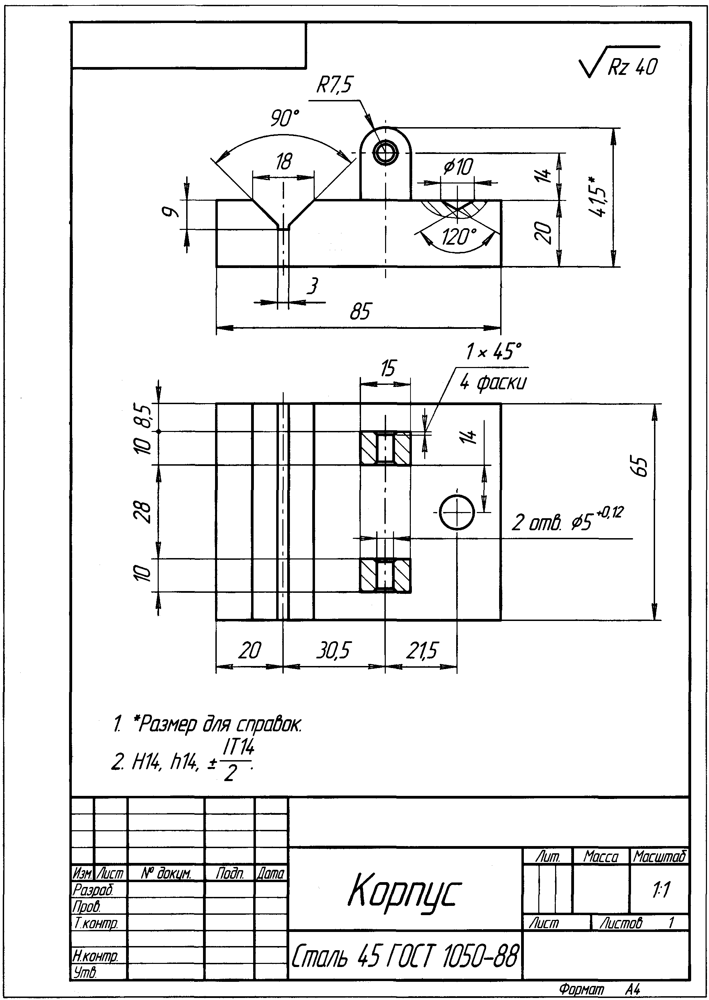 Rz 40
R7,5
90°
18
⌀10
14
41,5*
9
20
120°
3
85
1 × 45°
4 фаски
15
8,5
10
14
65
28
2 отв. ⌀5 +0,12
10
20
30,5
21,5
1. *Размер для справок.
2. H14, h14, ± IT14/2.
Лит. Масса Масштаб
Изм. Лист № докум. Подп. Дата
Разраб.
Пров.
Т.контр.
Н.контр.
Утв.
Корпус
1:1
Лист Листов 1
Сталь 45 ГОСТ 1050-88
Формат А4